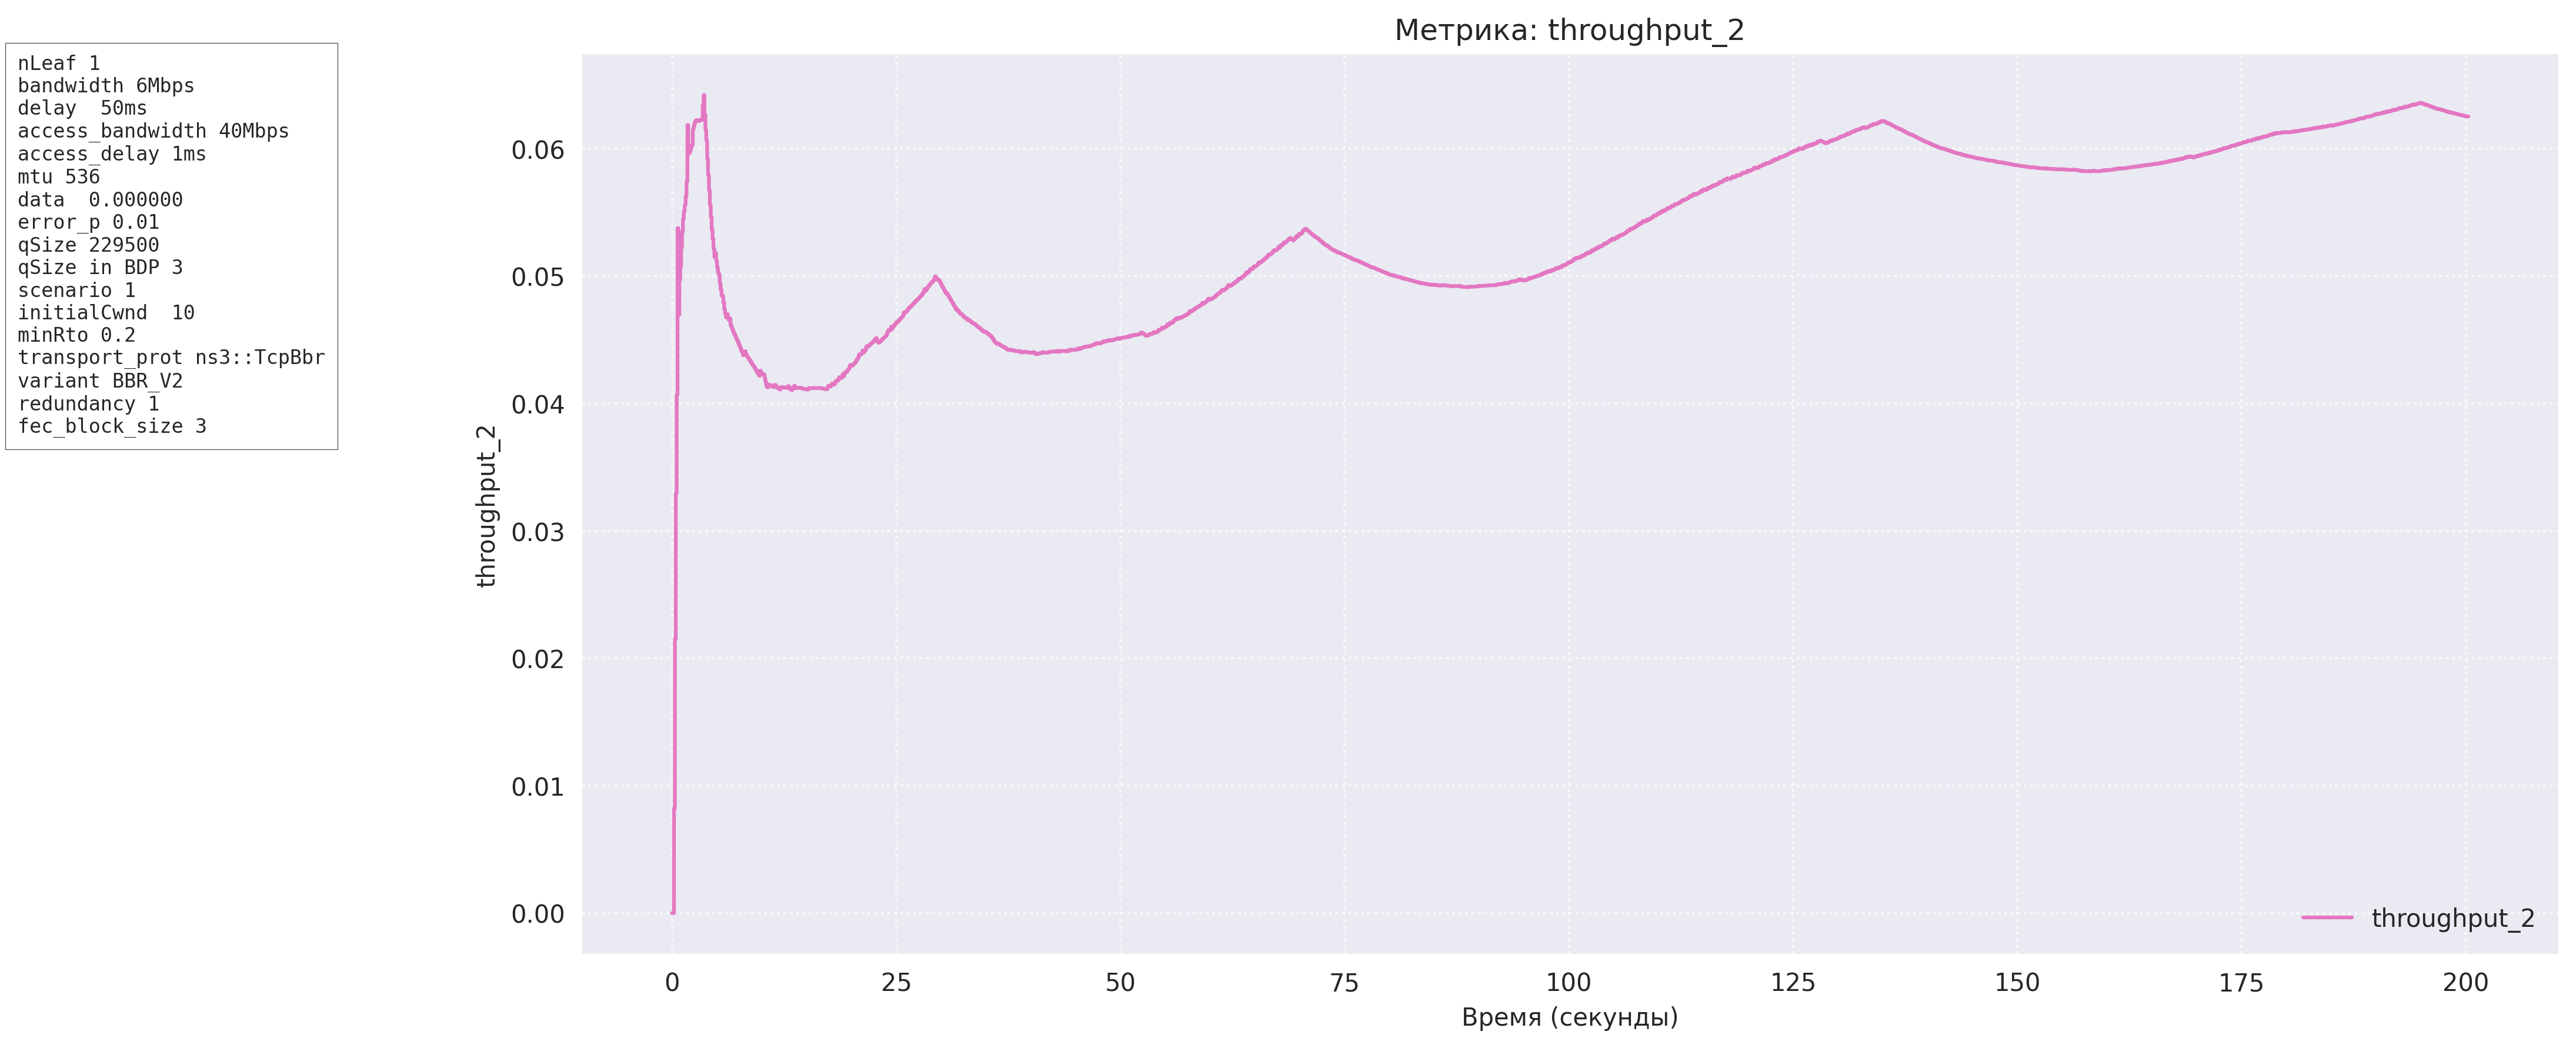 Метрика: throughput_2
nLeaf 1
bandwidth 6Mbps
delay  50ms
access_bandwidth 40Mbps
access_delay 1ms
mtu 536
data  0.000000
error_p 0.01
qSize 229500
qSize in BDP 3
scenario 1
initialCwnd  10
minRto 0.2
transport_prot ns3::TcpBbr
variant BBR_V2
redundancy 1
fec_block_size 3
throughput_2
0.06
0.05
0.04
0.03
0.02
0.01
0.00
throughput_2
0 25 50 75 100 125 150 175 200
Время (секунды)